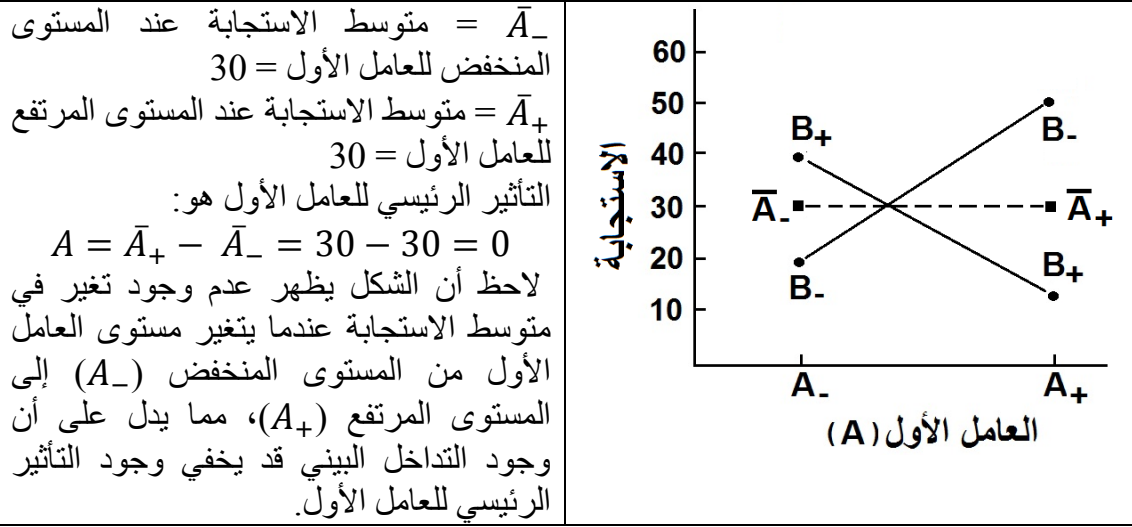 Ā₋ = متوسط الاستجابة عند المستوى
المنخفض للعامل الأول = 30
Ā₊ = متوسط الاستجابة عند المستوى المرتفع
للعامل الأول = 30
التأثير الرئيسي للعامل الأول هو:
A = Ā₊ − Ā₋ = 30 − 30 = 0
لاحظ أن الشكل يظهر عدم وجود تغير في
متوسط الاستجابة عندما يتغير مستوى العامل
الأول من المستوى المنخفض (A₋) إلى
المستوى المرتفع (A₊)، مما يدل على أن
وجود التداخل البيني قد يخفي وجود التأثير
الرئيسي للعامل الأول.
الاستجابة
60
50
40
30
20
10
B₊
B₋
Ā₋
Ā₊
B₋
B₊
A₋
A₊
العامل الأول (A)